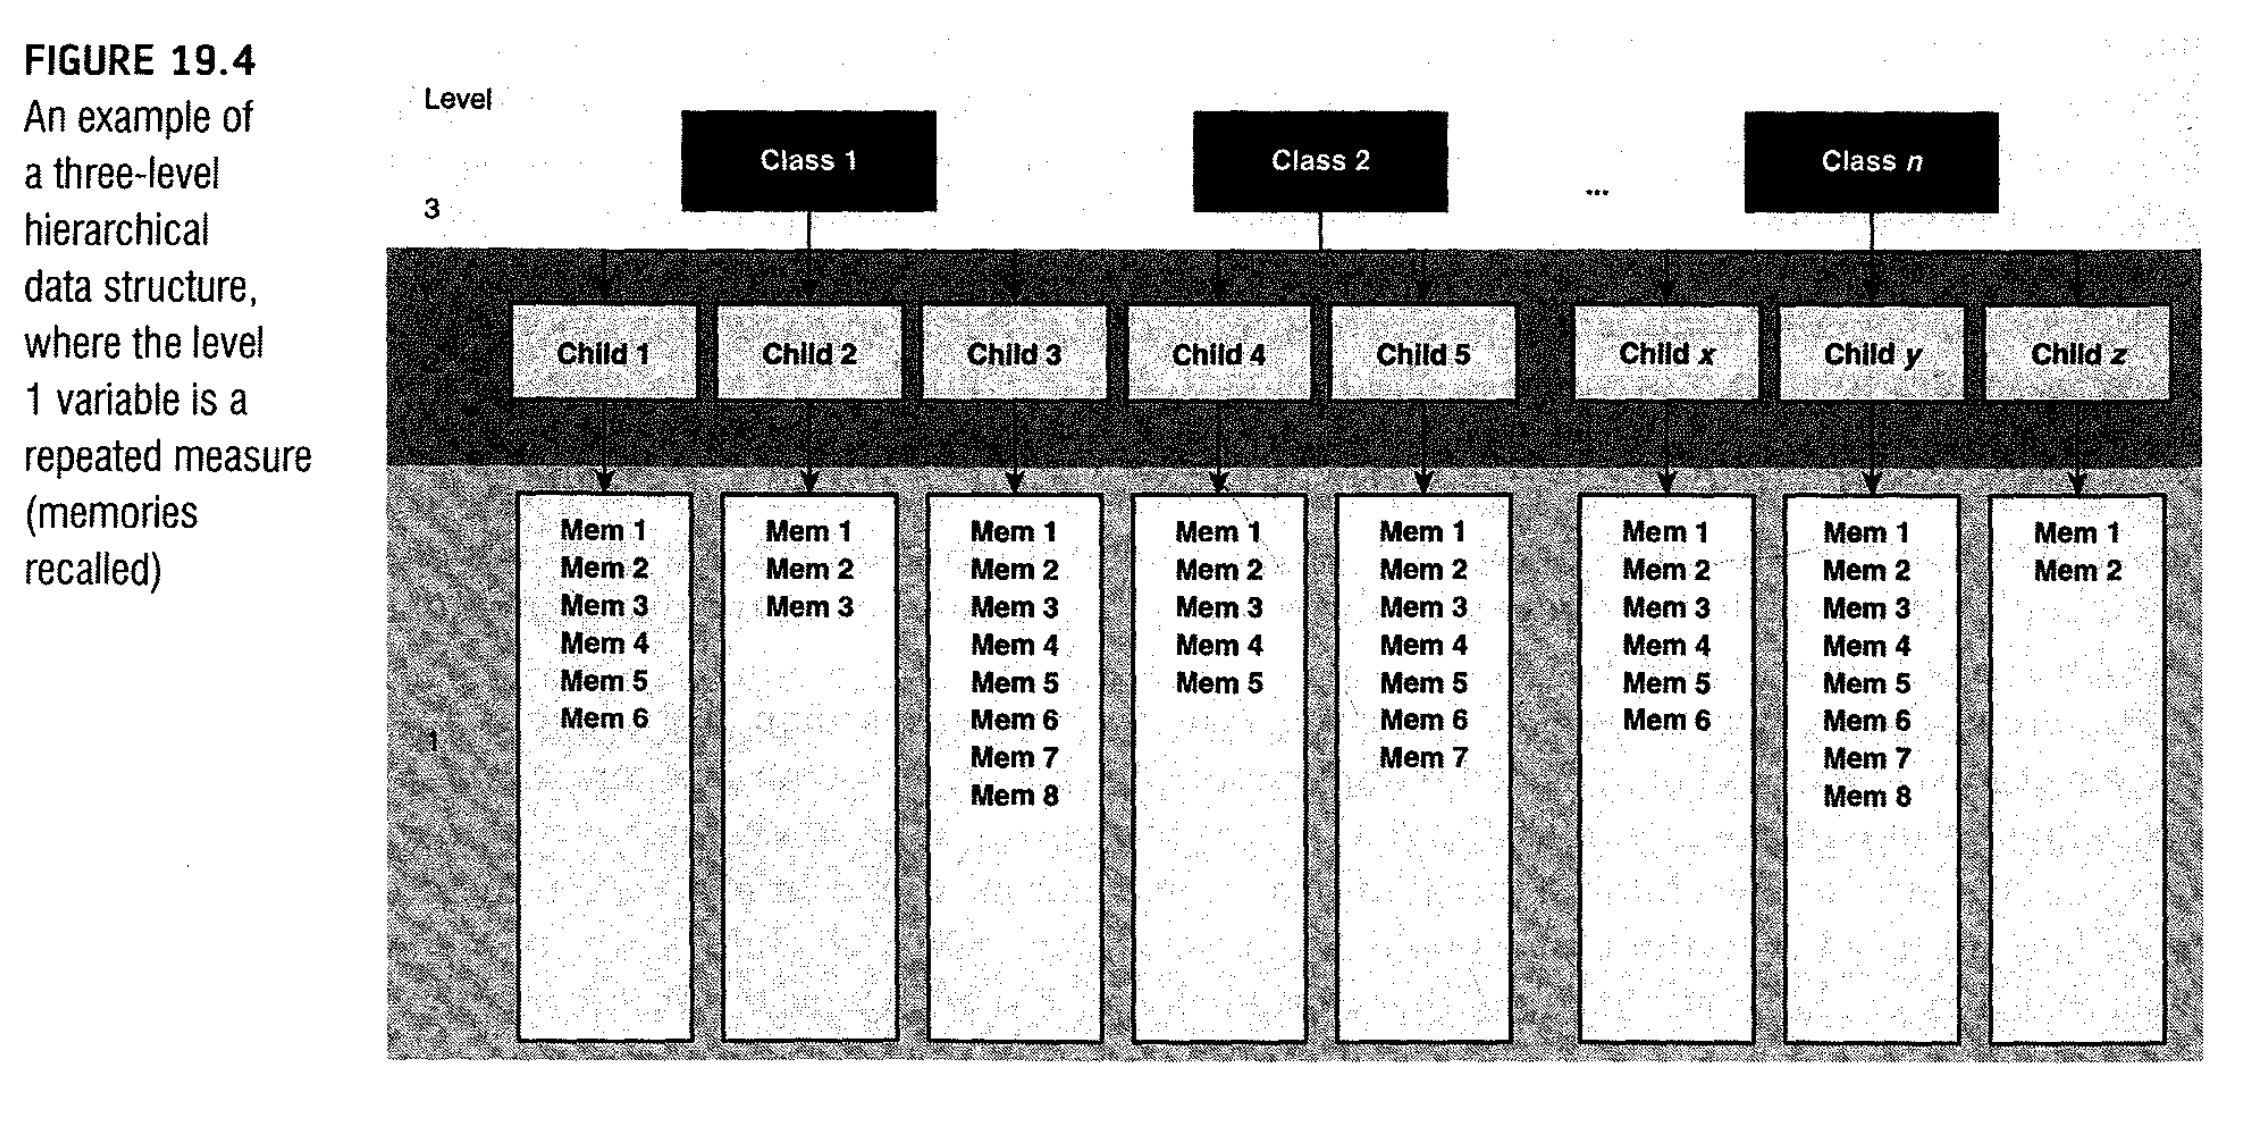 FIGURE 19.4
An example of
a three-level
hierarchical
data structure,
where the level
1 variable is a
repeated measure
(memories
recalled)
Level
Class 1
Class 2
...
Class n
3
Child 1
Child 2
Child 3
Child 4
Child 5
Child x
Child y
Child z
2
Mem 1
Mem 2
Mem 3
Mem 4
Mem 5
Mem 6
Mem 1
Mem 2
Mem 3
Mem 1
Mem 2
Mem 3
Mem 4
Mem 5
Mem 6
Mem 7
Mem 8
Mem 1
Mem 2
Mem 3
Mem 4
Mem 5
Mem 1
Mem 2
Mem 3
Mem 4
Mem 5
Mem 6
Mem 7
Mem 1
Mem 2
Mem 3
Mem 4
Mem 5
Mem 6
Mem 1
Mem 2
Mem 3
Mem 4
Mem 5
Mem 6
Mem 7
Mem 8
Mem 1
Mem 2
1